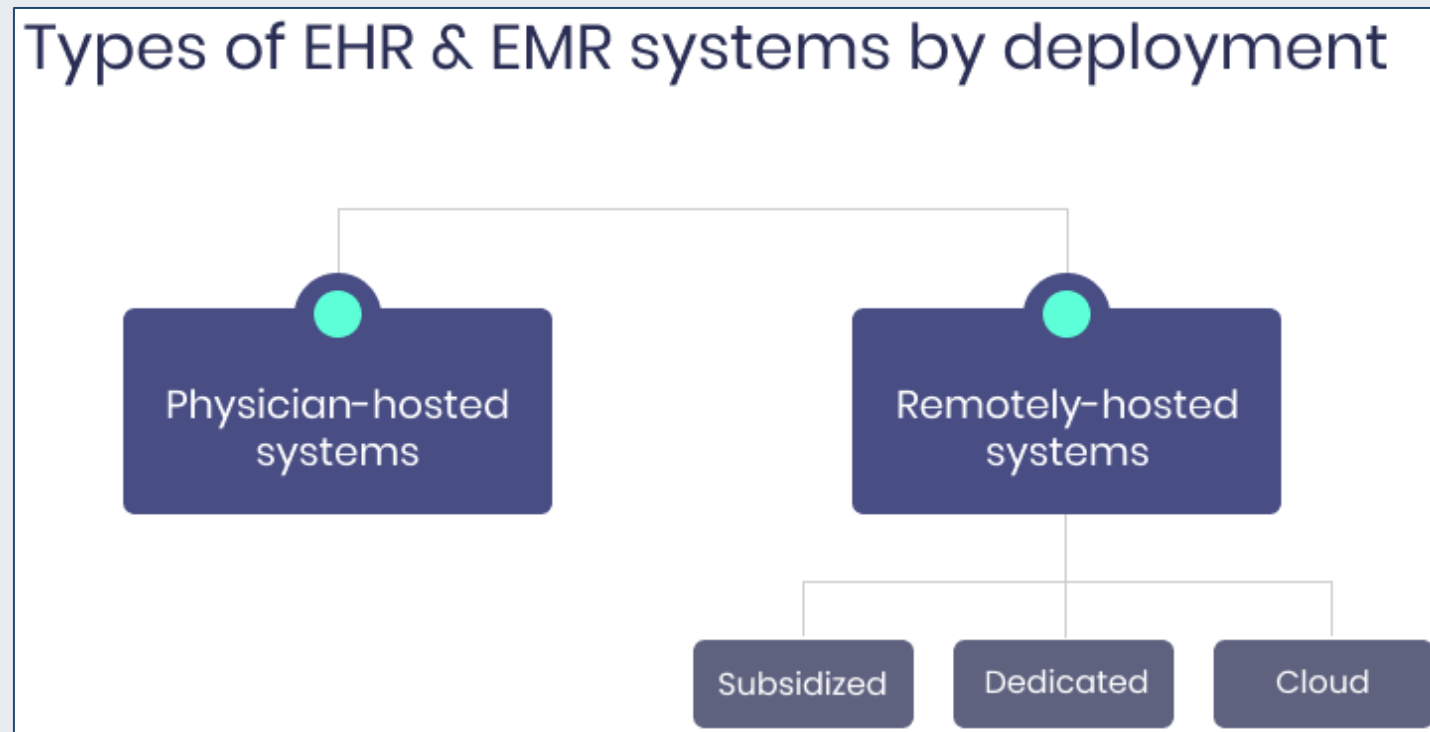 Types of EHR & EMR systems by deployment
Physician-hosted
systems
Remotely-hosted
systems
Subsidized
Dedicated
Cloud